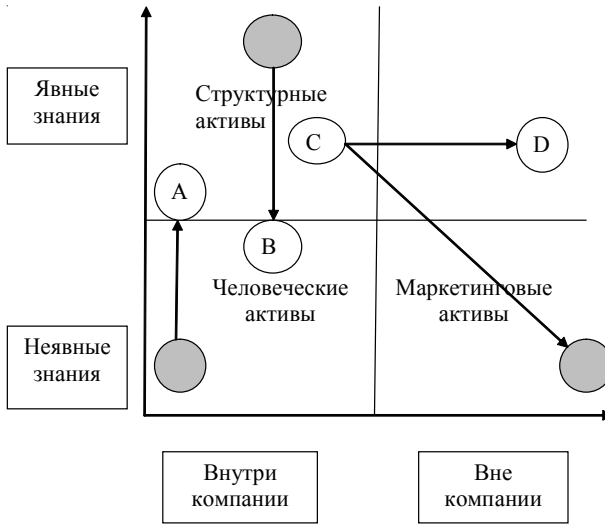 Явные
знания
Структурные
активы
C
D
A
B
Человеческие
активы
Маркетинговые
активы
Неявные
знания
Внутри
компании
Вне
компании